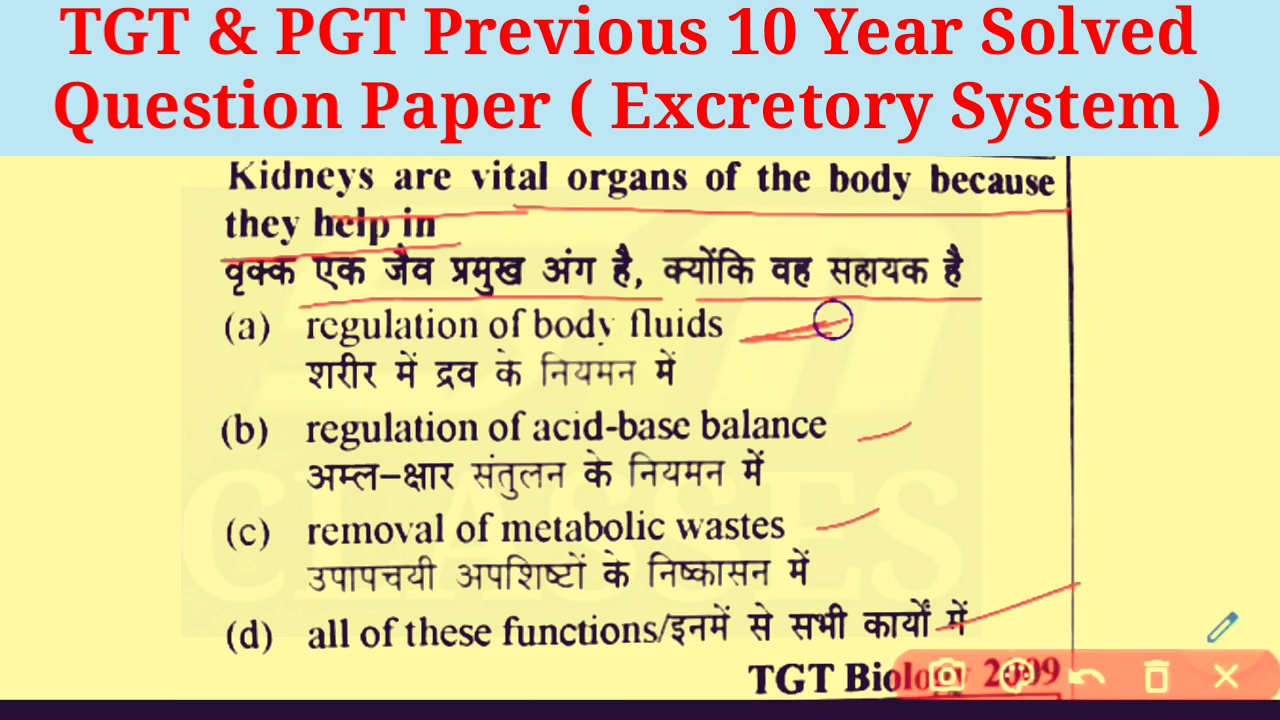 TGT & PGT Previous 10 Year Solved
Question Paper ( Excretory System )
Kidneys are vital organs of the body because
they help in
वृक्क एक जैव प्रमुख अंग है, क्योंकि वह सहायक है
(a) regulation of body fluids
शरीर में द्रव के नियमन में
(b) regulation of acid-base balance
अम्ल–क्षार संतुलन के नियमन में
(c) removal of metabolic wastes
उपापचयी अपशिष्टों के निष्कासन में
(d) all of these functions/इनमें से सभी कार्यों में
TGT Biology 2009
CLASSES